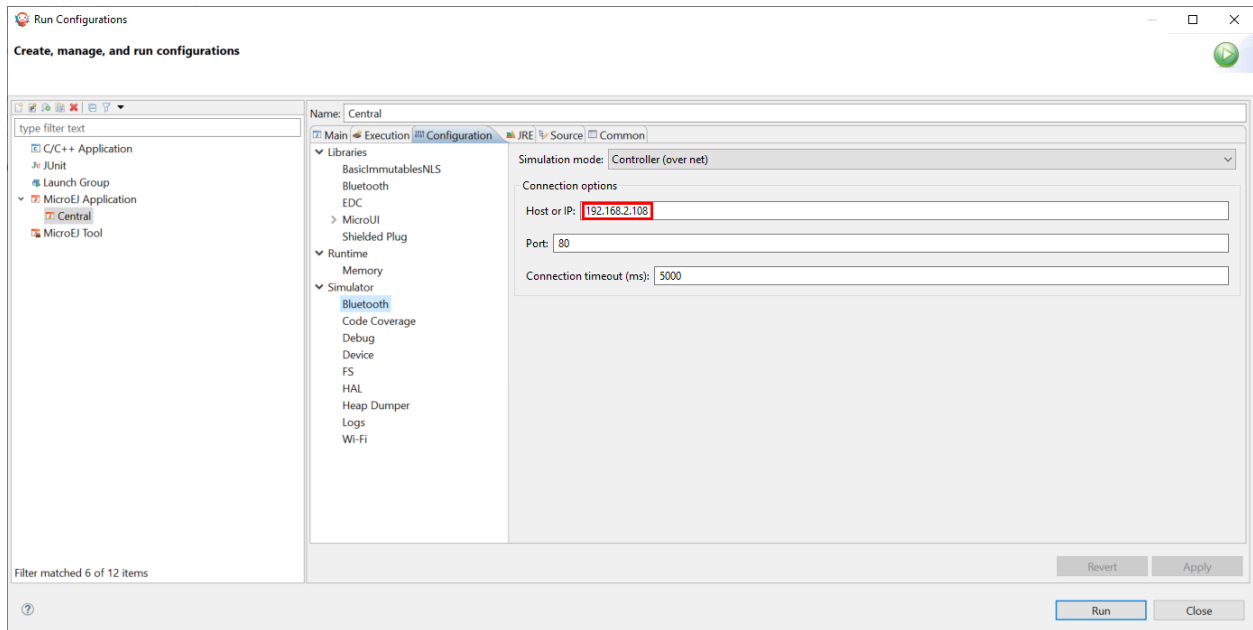 Run Configurations
Create, manage, and run configurations
type filter text
C/C++ Application
JUnit
Launch Group
MicroEJ Application
Central
MicroEJ Tool
Filter matched 6 of 12 items
Name: Central
Main Execution Configuration JRE Source Common
Libraries
BasicImmutablesNLS
Bluetooth
EDC
MicroUI
Shielded Plug
Runtime
Memory
Simulator
Bluetooth
Code Coverage
Debug
Device
FS
HAL
Heap Dumper
Logs
Wi-Fi
Simulation mode: Controller (over net)
Connection options
Host or IP: 192.168.2.108
Port: 80
Connection timeout (ms): 5000
Revert Apply
Run Close